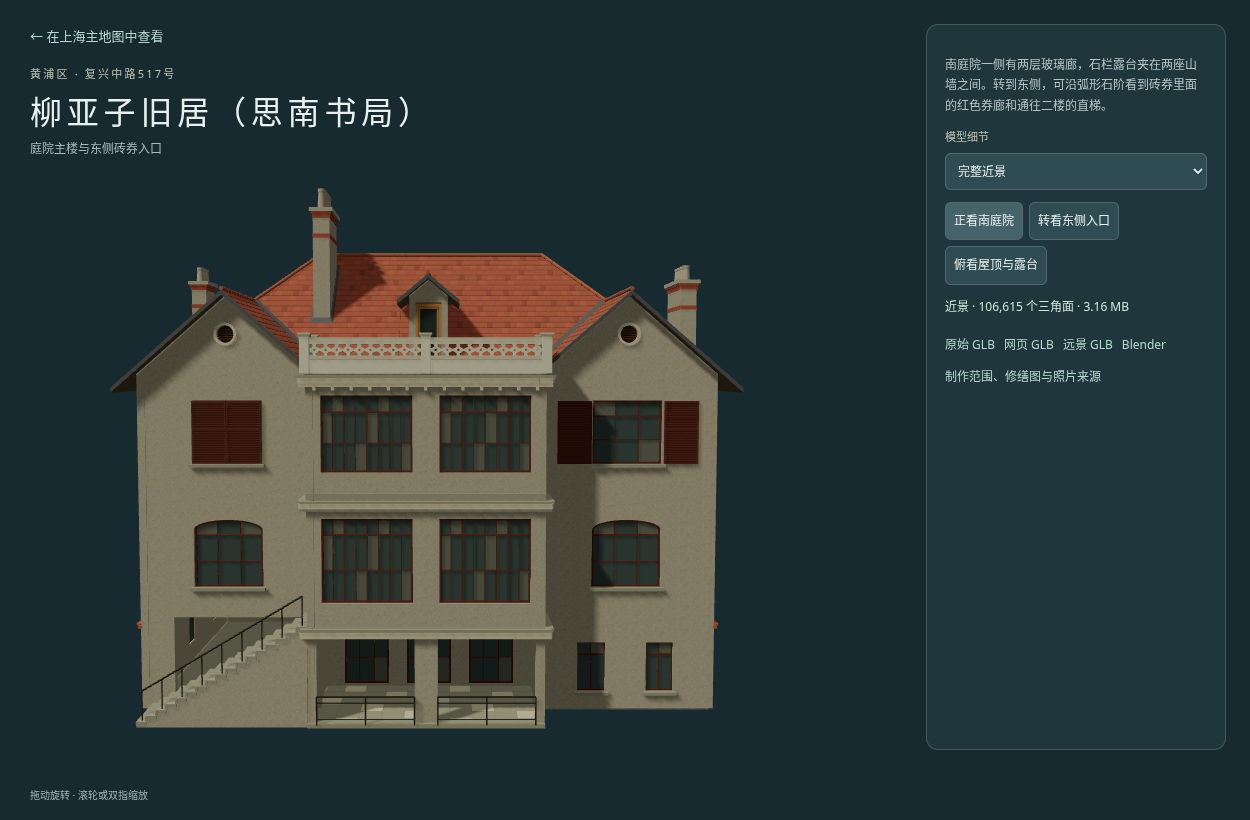 ← 在上海主地图中查看
黄浦区 · 复兴中路517号
柳亚子旧居（思南书局）
庭院主楼与东侧砖券入口
南庭院一侧有两层玻璃廊，石栏露台夹在两座山
墙之间。转到东侧，可沿弧形石阶看到砖券里面
的红色券廊和通往二楼的直梯。
模型细节
完整近景
正看南庭院 转看东侧入口
俯看屋顶与露台
近景 · 106,615 个三角面 · 3.16 MB
原始 GLB 网页 GLB 远景 GLB Blender
制作范围、修缮图与照片来源
拖动旋转 · 滚轮或双指缩放